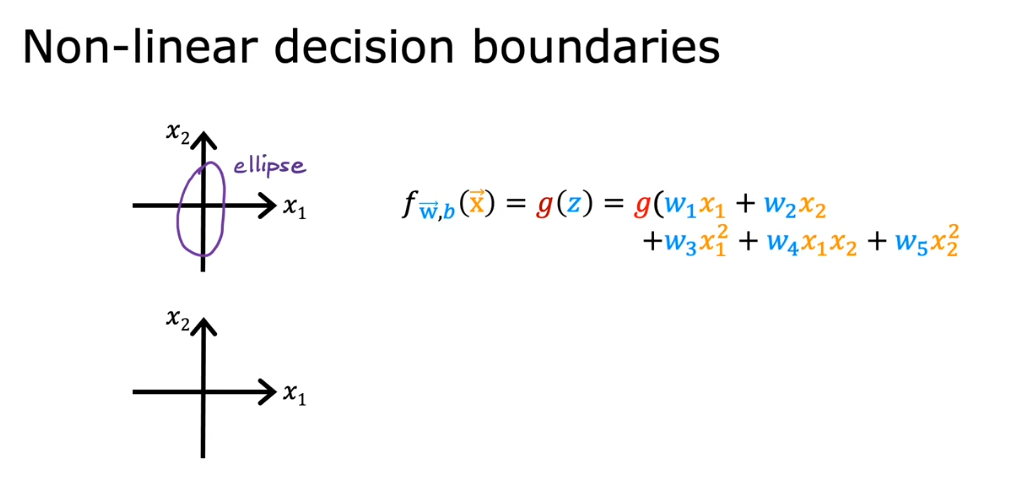 Non-linear decision boundaries
x₂
ellipse
x₁
f_w⃗,b(x⃗) = g(z) = g(w₁x₁ + w₂x₂
+w₃x₁² + w₄x₁x₂ + w₅x₂²
x₂
x₁